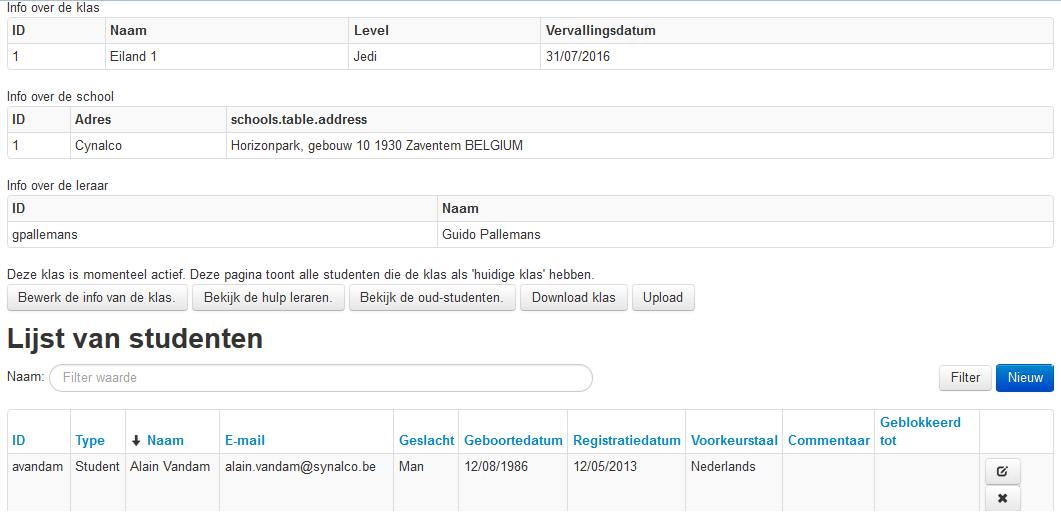 Info over de klas
ID Naam Level Vervallingsdatum
1 Eiland 1 Jedi 31/07/2016
Info over de school
ID Adres schools.table.address
1 Cynalco Horizonpark, gebouw 10 1930 Zaventem BELGIUM
Info over de leraar
ID Naam
gpallemans Guido Pallemans
Deze klas is momenteel actief. Deze pagina toont alle studenten die de klas als 'huidige klas' hebben.
Bewerk de info van de klas. Bekijk de hulp leraren. Bekijk de oud-studenten. Download klas Upload
Lijst van studenten
Naam: Filter waarde Filter Nieuw
ID Type Naam E-mail Geslacht Geboortedatum Registratiedatum Voorkeurstaal Commentaar Geblokkeerd
tot
avandam Student Alain Vandam alain.vandam@synalco.be Man 12/08/1986 12/05/2013 Nederlands